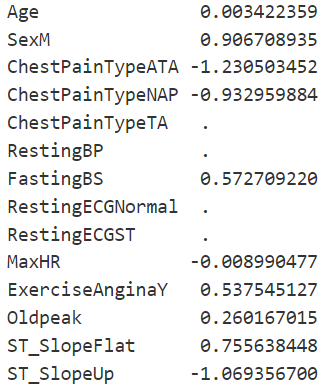 Age 0.003422359
SexM 0.906708935
ChestPainTypeATA -1.230503452
ChestPainTypeNAP -0.932959884
ChestPainTypeTA .
RestingBP .
FastingBS 0.572709220
RestingECGNormal .
RestingECGST .
MaxHR -0.008990477
ExerciseAnginaY 0.537545127
Oldpeak 0.260167015
ST_SlopeFlat 0.755638448
ST_SlopeUp -1.069356700